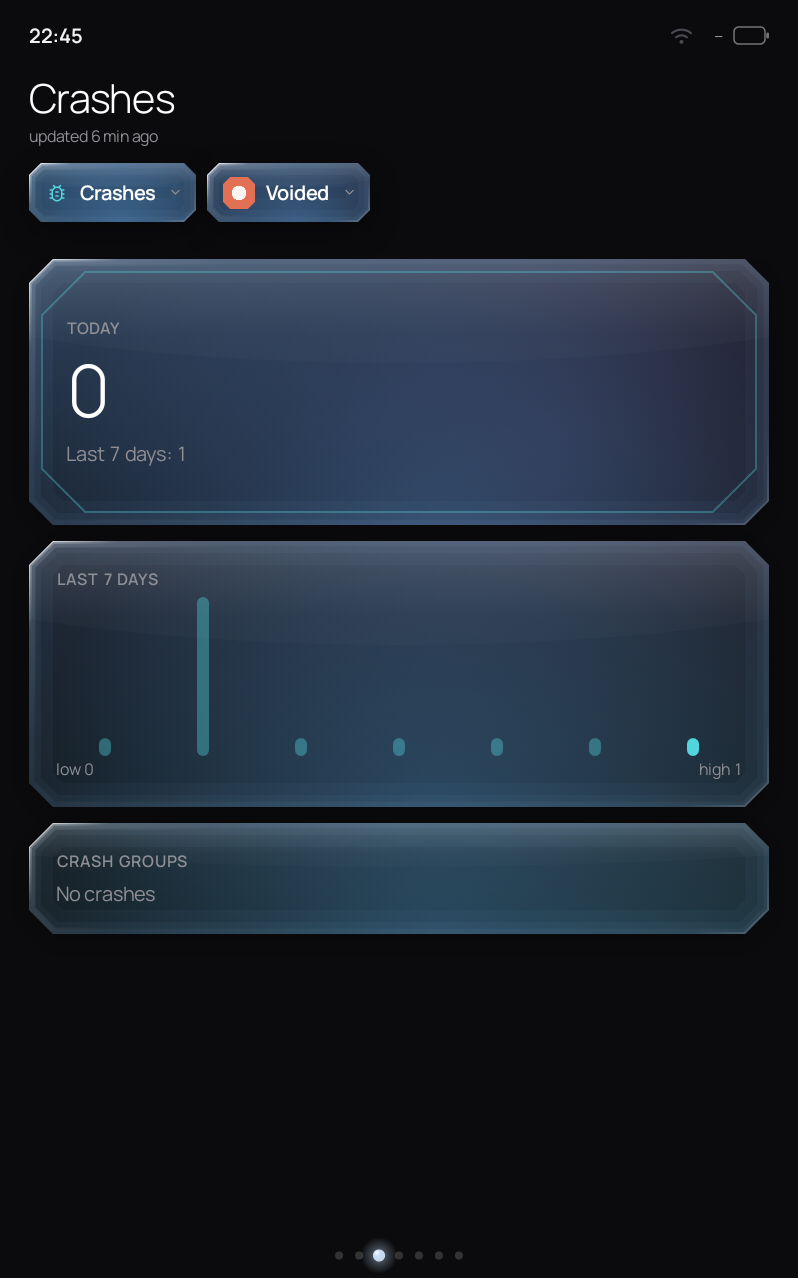 22:45
–
Crashes
updated 6 min ago
Crashes
Voided
TODAY
0
Last 7 days: 1
LAST 7 DAYS
low 0
high 1
CRASH GROUPS
No crashes